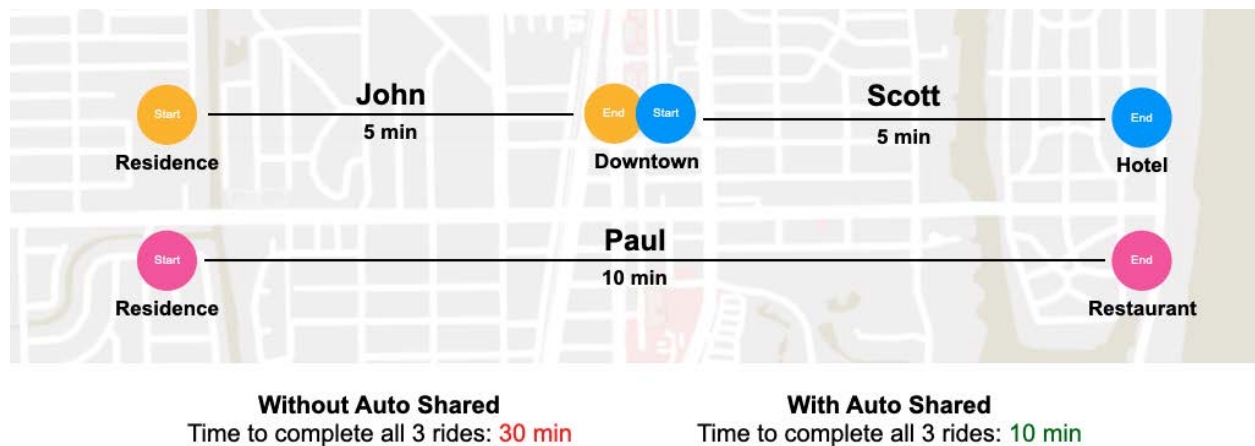 John
Scott
Start
End
Start
End
5 min
5 min
Residence
Downtown
Hotel
Paul
Start
End
10 min
Residence
Restaurant
Without Auto Shared
With Auto Shared
Time to complete all 3 rides: 30 min
Time to complete all 3 rides: 10 min